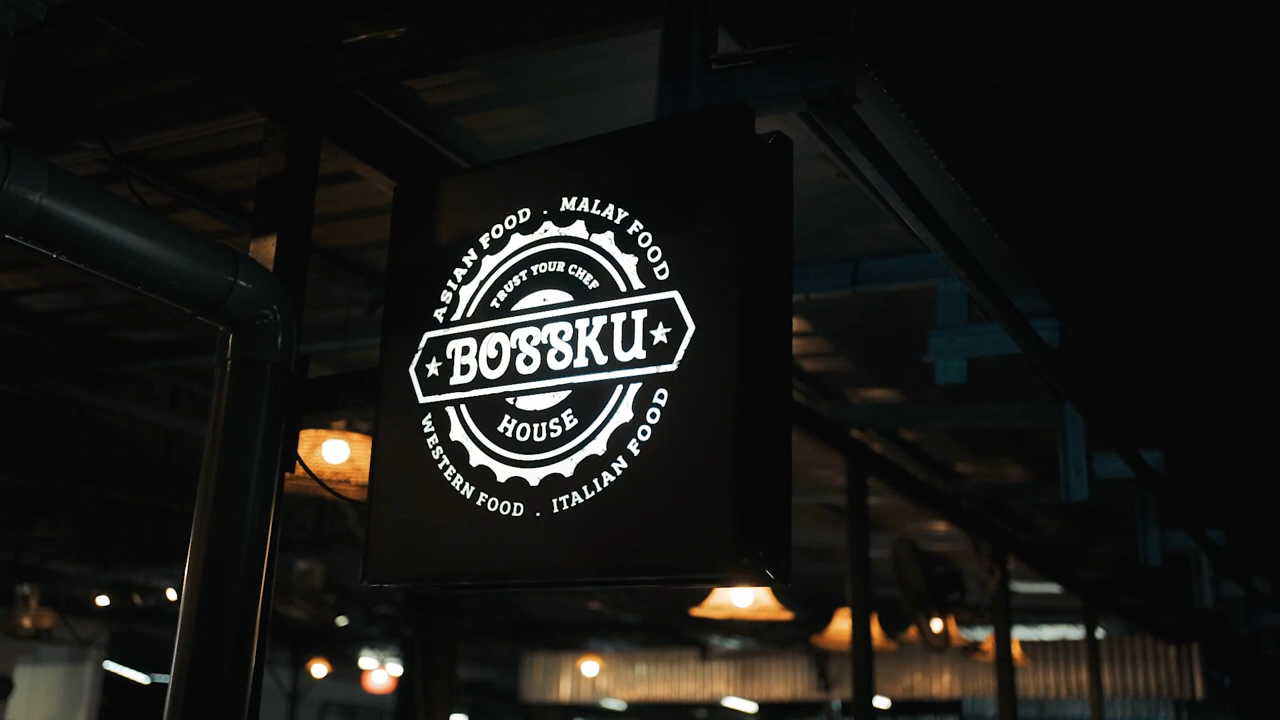 ASIAN FOOD . MALAY FOOD
TRUST YOUR CHEF
BOSSKU
HOUSE
WESTERN FOOD . ITALIAN FOOD